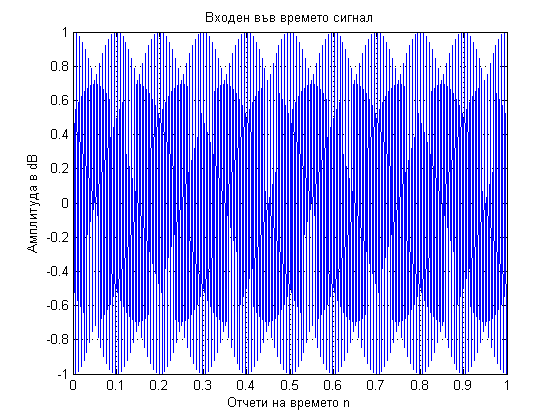 Входен във времето сигнал
Амплитуда в dB
1
0.8
0.6
0.4
0.2
0
-0.2
-0.4
-0.6
-0.8
-1
0 0.1 0.2 0.3 0.4 0.5 0.6 0.7 0.8 0.9 1
Отчети на времето n